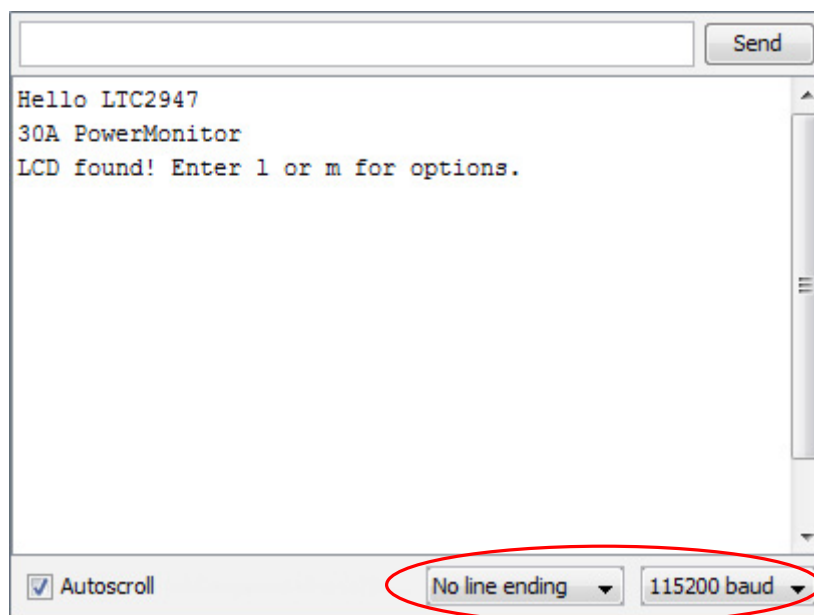 Send
Hello LTC2947
30A PowerMonitor
LCD found! Enter l or m for options.
Autoscroll
No line ending
115200 baud